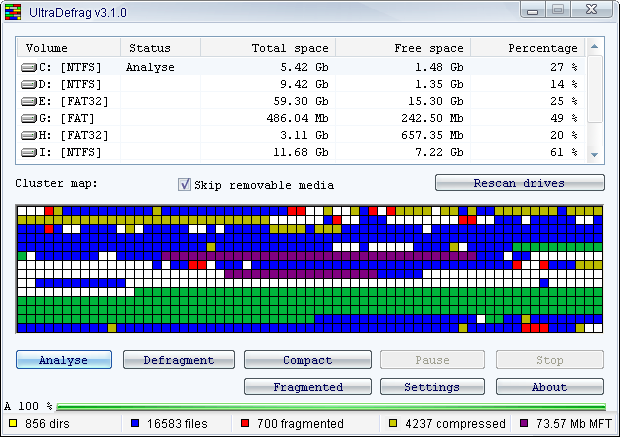 UltraDefrag v3.1.0
Volume Status Total space Free space Percentage
C: [NTFS] Analyse 5.42 Gb 1.48 Gb 27 %
D: [NTFS] 9.42 Gb 1.35 Gb 14 %
E: [FAT32] 59.30 Gb 15.30 Gb 25 %
G: [FAT] 486.04 Mb 242.50 Mb 49 %
H: [FAT32] 3.11 Gb 657.35 Mb 20 %
I: [NTFS] 11.68 Gb 7.22 Gb 61 %
Cluster map: Skip removable media Rescan drives
Analyse Defragment Compact Pause Stop
Fragmented Settings About
A 100 %
856 dirs 16583 files 700 fragmented 4237 compressed 73.57 Mb MFT